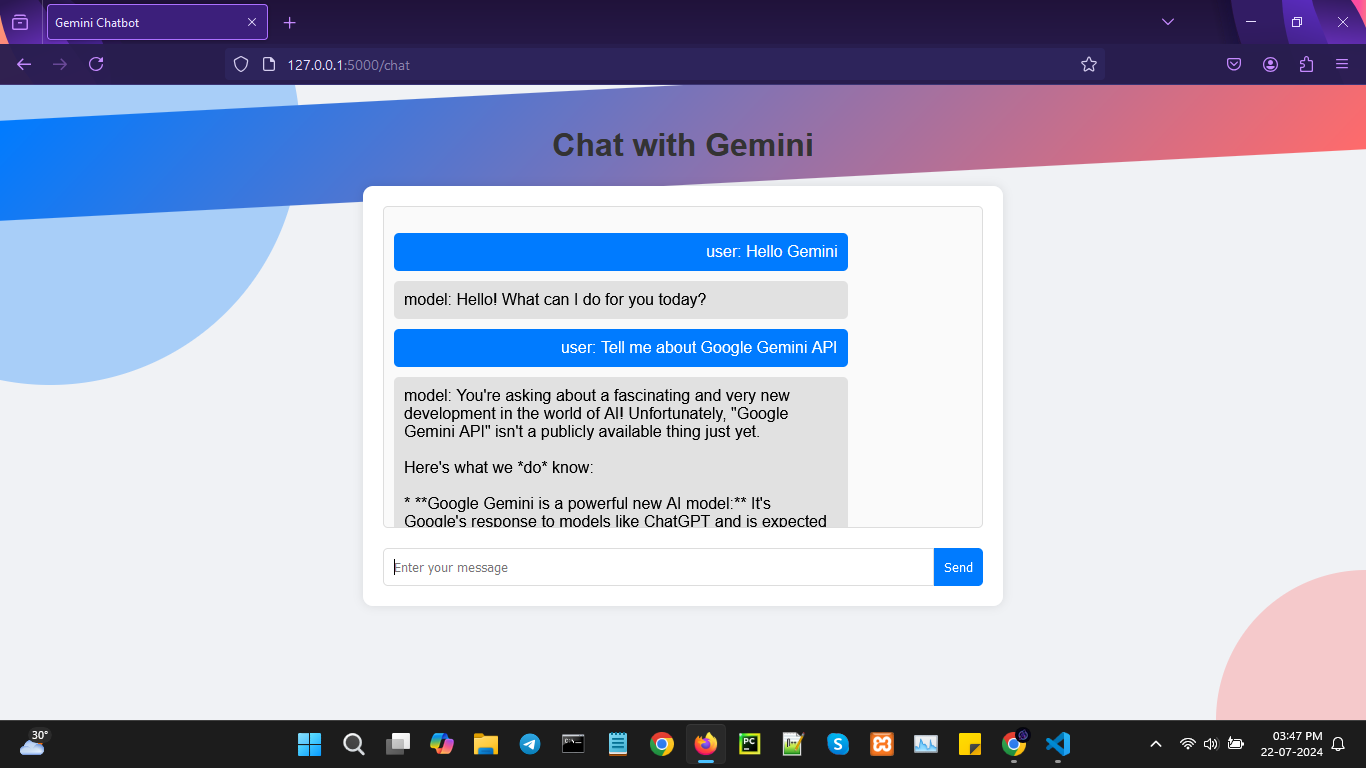 Gemini Chatbot
127.0.0.1:5000/chat
Chat with Gemini
user: Hello Gemini
model: Hello! What can I do for you today?
user: Tell me about Google Gemini API
model: You're asking about a fascinating and very new
development in the world of AI! Unfortunately, "Google
Gemini API" isn't a publicly available thing just yet.
Here's what we *do* know:
* **Google Gemini is a powerful new AI model:** It's
Google's response to models like ChatGPT and is expected
Enter your message
Send
30°
PC
03:47 PM
22-07-2024